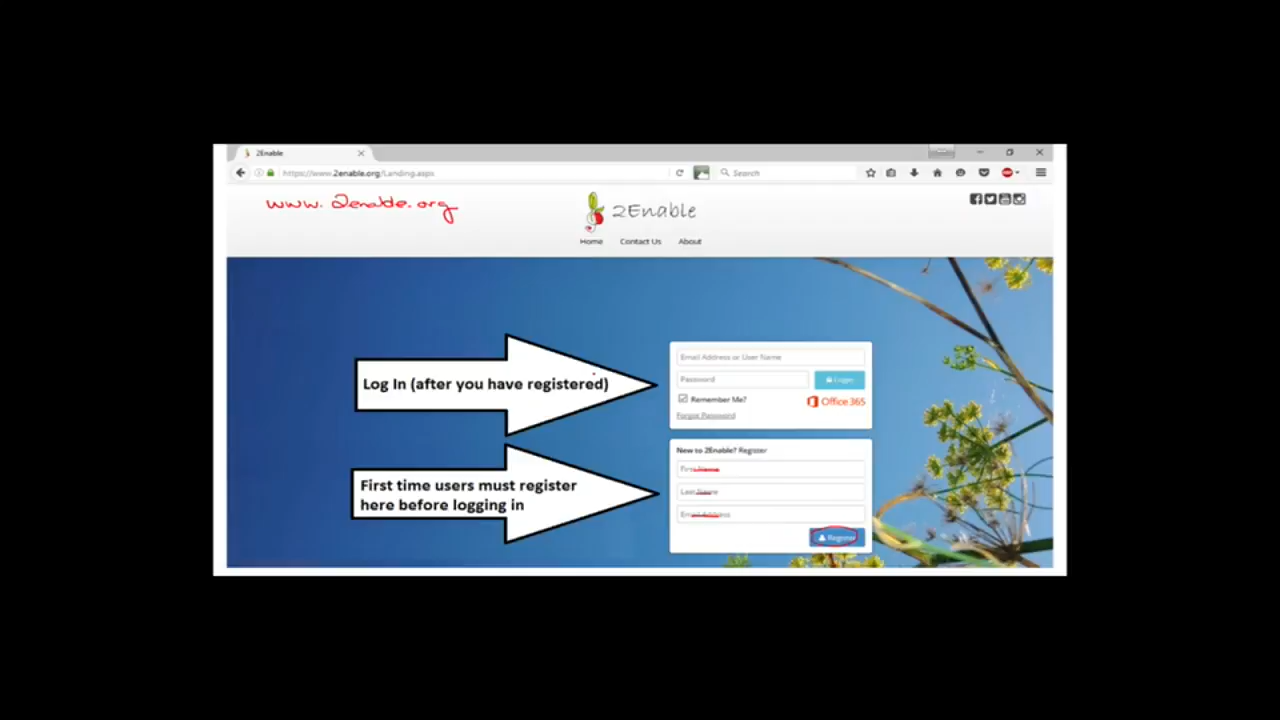 2Enable
https://www.2enable.org/Landing.aspx
Search
www.2enable.org
2Enable
Home Contact Us About
Email Address or User Name
Log In (after you have registered)
Password
Login
Remember Me?
Office 365
Forgot Password
New to 2Enable? Register
First Name
First time users must register
here before logging in
Last Name
Email Address
Register